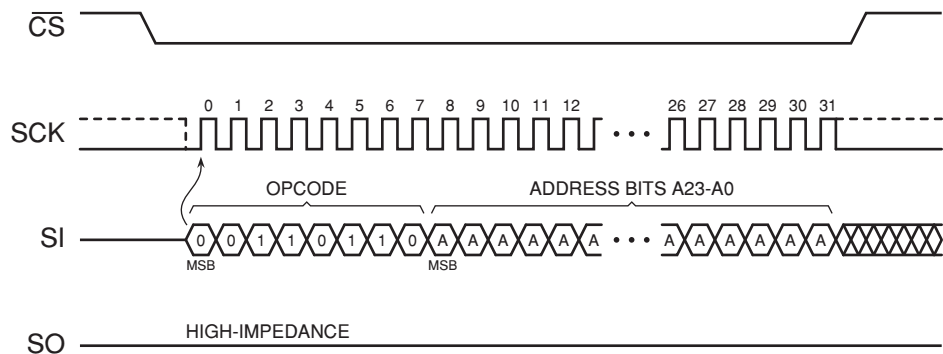 CS
0 1 2 3 4 5 6 7 8 9 10 11 12 26 27 28 29 30 31
SCK
OPCODE ADDRESS BITS A23-A0
SI 0 0 1 1 0 1 1 0 A A A A A A A A A A A A
MSB MSB
HIGH-IMPEDANCE
SO